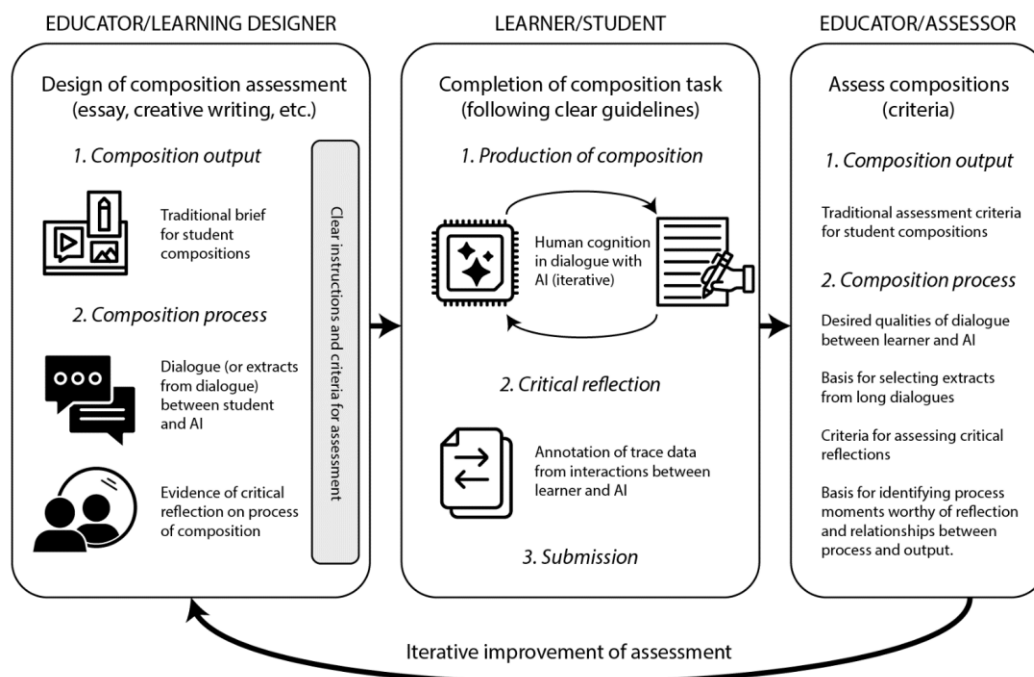 EDUCATOR/LEARNING DESIGNER
Design of composition assessment
(essay, creative writing, etc.)
1. Composition output
Traditional brief
for student
compositions
2. Composition process
Dialogue (or extracts
from dialogue)
between student
and AI
Evidence of critical
reflection on process
of composition
Clear instructions and criteria for assessment
LEARNER/STUDENT
Completion of composition task
(following clear guidelines)
1. Production of composition
Human cognition
in dialogue with
AI (iterative)
2. Critical reflection
Annotation of trace data
from interactions between
learner and AI
3. Submission
EDUCATOR/ASSESSOR
Assess compositions
(criteria)
1. Composition output
Traditional assessment criteria
for student compositions
2. Composition process
Desired qualities of dialogue
between learner and AI
Basis for selecting extracts
from long dialogues
Criteria for assessing critical
reflections
Basis for identifying process
moments worthy of reflection
and relationships between
process and output.
Iterative improvement of assessment